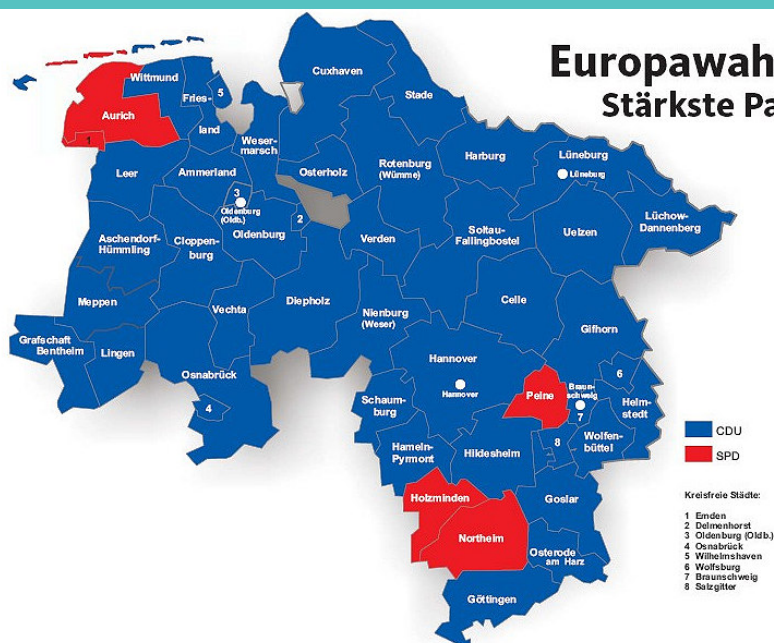 Europawah
Stärkste Pa
Wittmund
Fries-
land
5
Aurich
1
Cuxhaven
Stade
Weser-
marsch
Leer
Ammerland
Osterholz
Rotenburg
(Wümme)
Harburg
Lüneburg
Lüneburg
3
Oldenburg
(Oldb.)
Oldenburg
2
Lüchow-
Dannenberg
Aschendorf-
Hümmling
Cloppen-
burg
Verden
Soltau-
Fallingbostel
Uelzen
Meppen
Vechta
Diepholz
Nienburg
(Weser)
Celle
Gifhorn
Grafschaft
Bentheim
Lingen
Osnabrück
4
Hannover
Hannover
Peine
Braun-
schweig
7
6
Helm-
stedt
Schaum-
burg
Hameln-
Pyrmont
Hildesheim
8
Wolfen-
büttel
Holzminden
Northeim
Goslar
Osterode
am Harz
Göttingen
CDU
SPD
Kreisfreie Städte:
1 Emden
2 Delmenhorst
3 Oldenburg (Oldb.)
4 Osnabrück
5 Wilhelmshaven
6 Wolfsburg
7 Braunschweig
8 Salzgitter